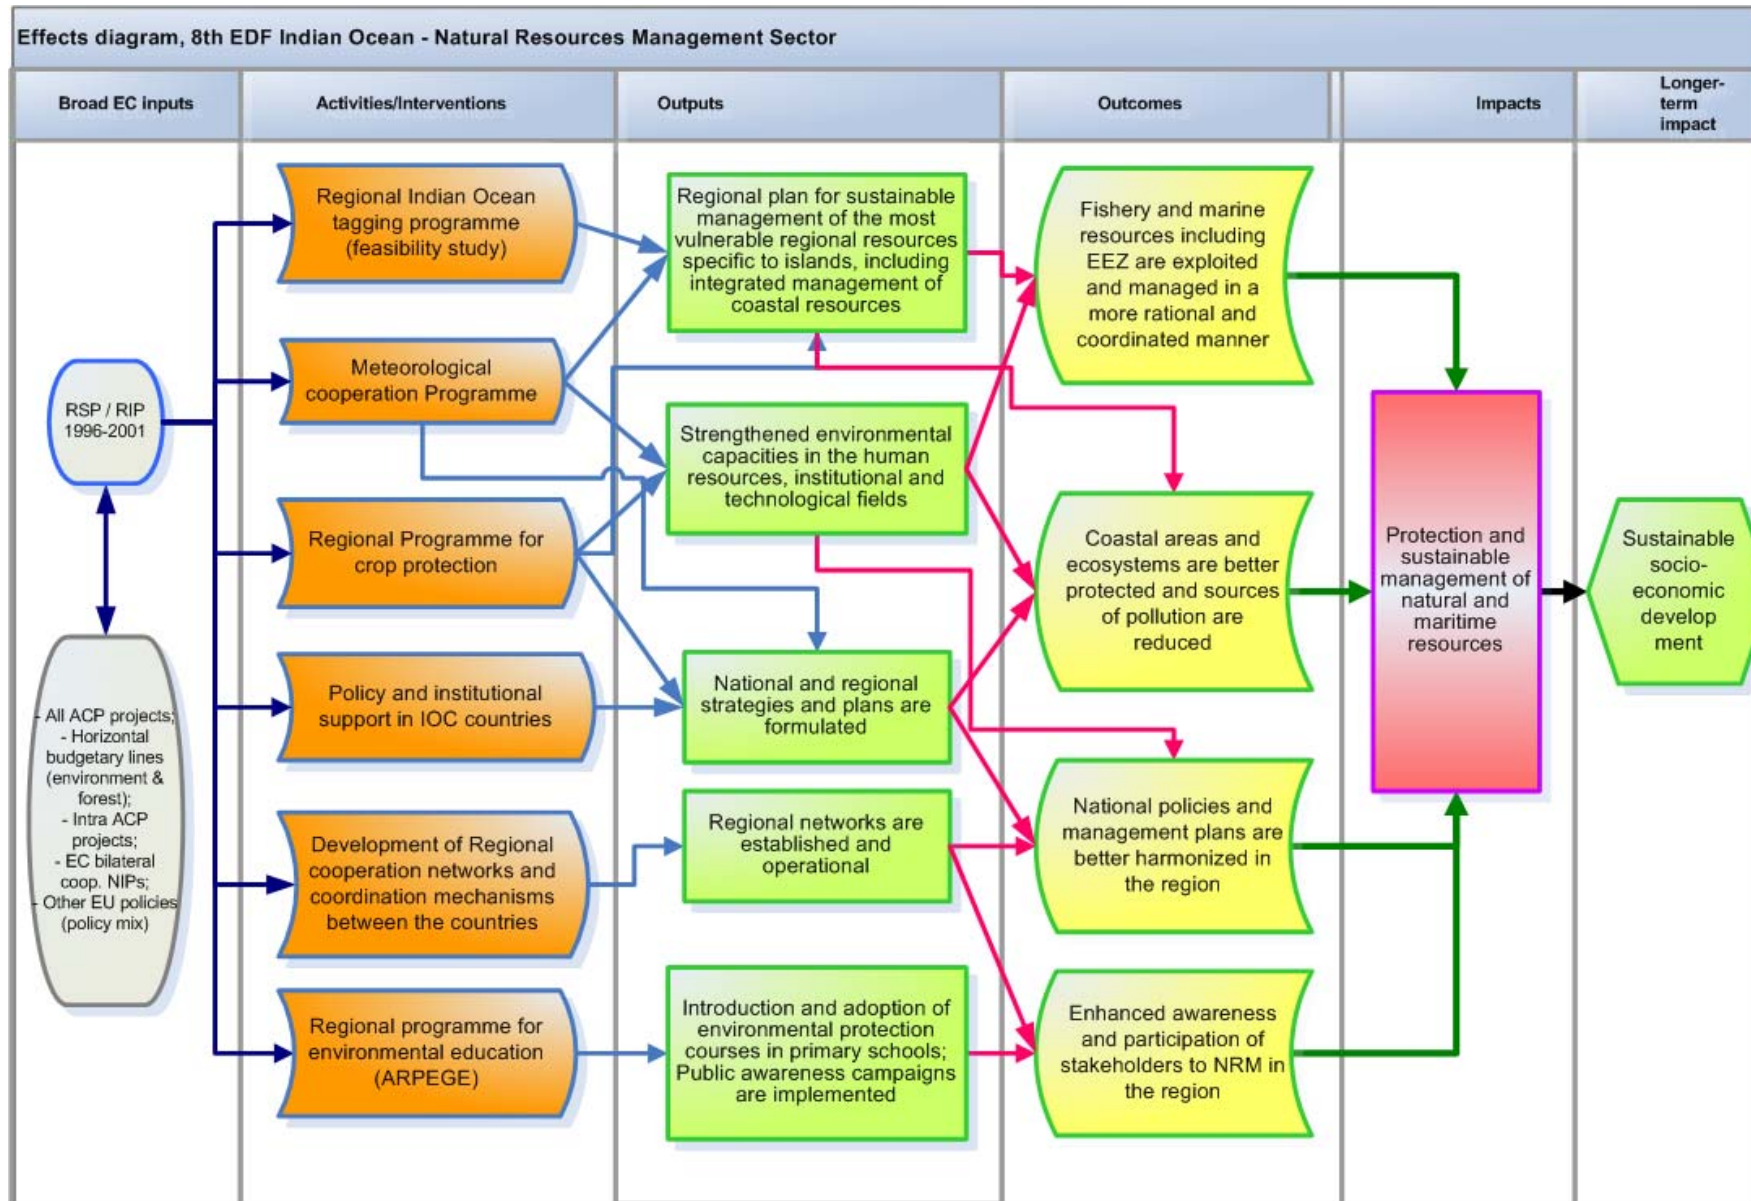 Effects diagram, 8th EDF Indian Ocean - Natural Resources Management Sector
Broad EC inputs
Activities/Interventions
Outputs
Outcomes
Impacts
Longer-
term
impact
RSP / RIP
1996-2001
- All ACP projects;
- Horizontal
budgetary lines
(environment &
forest);
- Intra ACP
projects;
- EC bilateral
coop. NIPs;
- Other EU policies
(policy mix)
Regional Indian Ocean
tagging programme
(feasibility study)
Meteorological
cooperation Programme
Regional Programme for
crop protection
Policy and institutional
support in IOC countries
Development of Regional
cooperation networks and
coordination mechanisms
between the countries
Regional programme for
environmental education
(ARPEGE)
Regional plan for sustainable
management of the most
vulnerable regional resources
specific to islands, including
integrated management of
coastal resources
Strengthened environmental
capacities in the human
resources, institutional and
technological fields
National and regional
strategies and plans are
formulated
Regional networks are
established and
operational
Introduction and adoption of
environmental protection
courses in primary schools;
Public awareness campaigns
are implemented
Fishery and marine
resources including
EEZ are exploited
and managed in a
more rational and
coordinated manner
Coastal areas and
ecosystems are better
protected and sources
of pollution are
reduced
National policies and
management plans are
better harmonized in
the region
Enhanced awareness
and participation of
stakeholders to NRM in
the region
Protection and
sustainable
management of
natural and
maritime
resources
Sustainable
socio-
economic
develop
ment